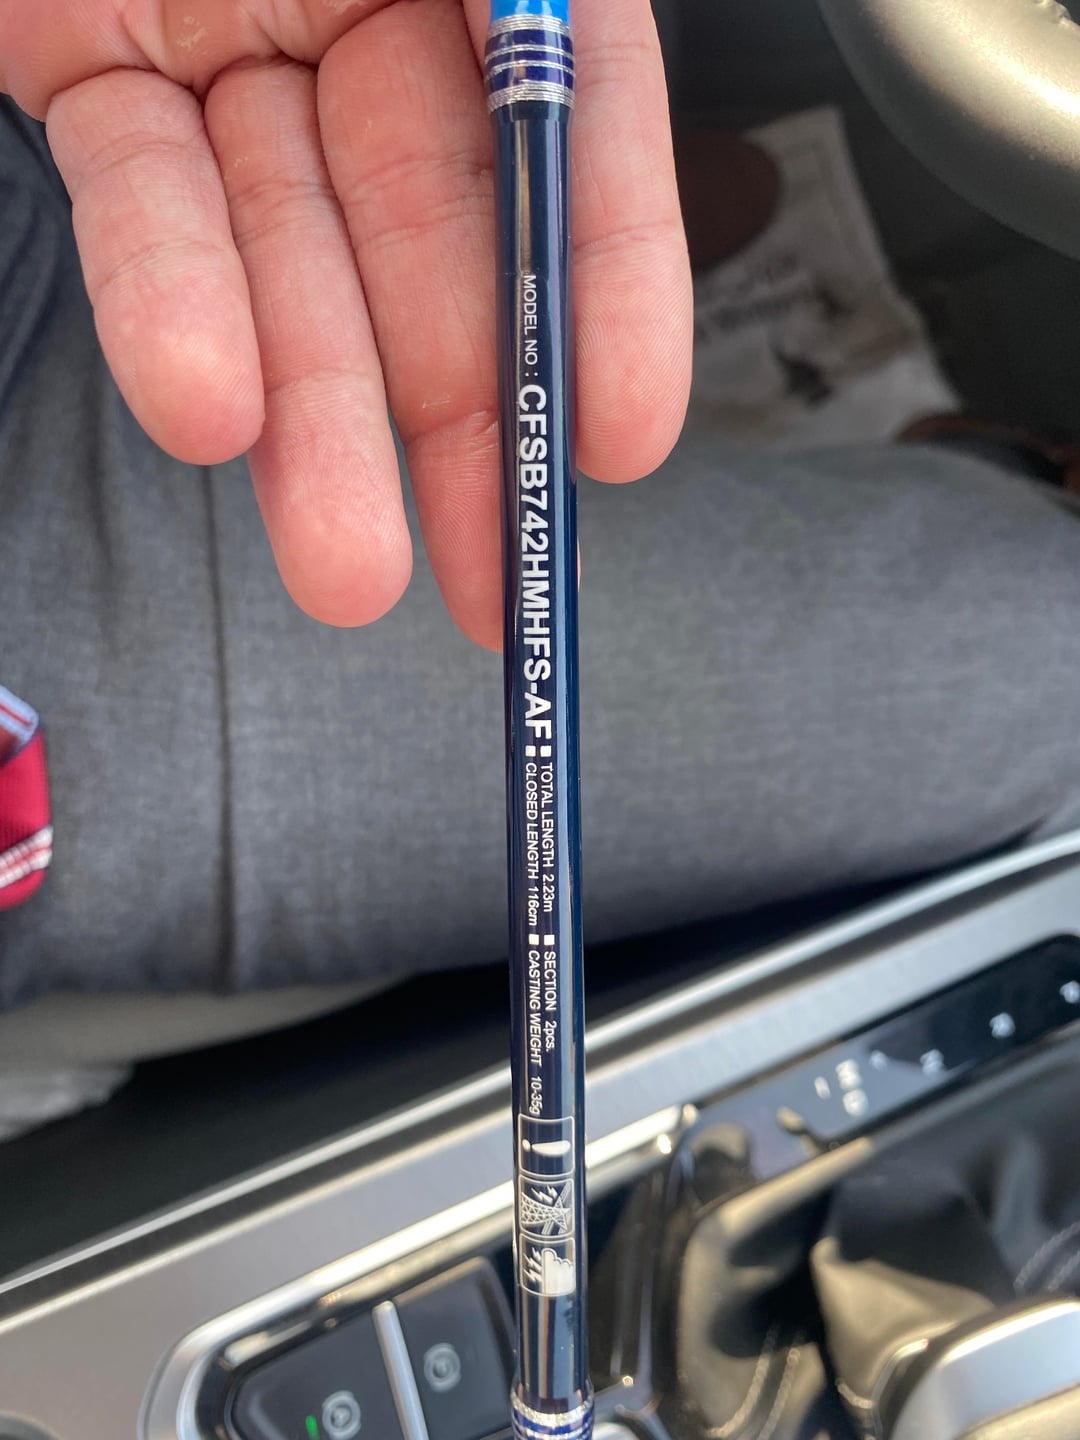 MODEL NO : CFSB742HMHFS-AF
■ TOTAL LENGTH 2.23m ■ SECTION 2pcs.
■ CLOSED LENGTH 116cm ■ CASTING WEIGHT 10-35g
R
N
A
P